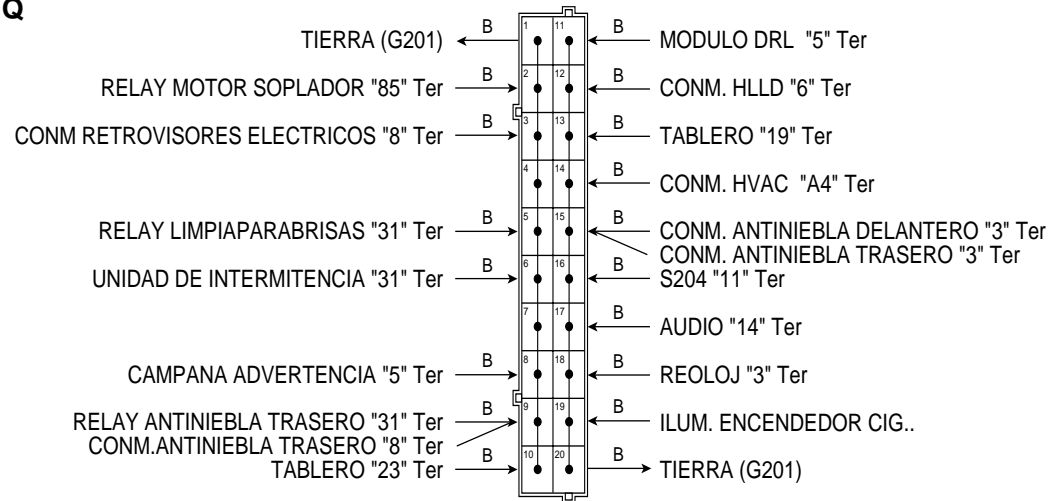 Q
TIERRA (G201) B 1 11 B MODULO DRL "5" Ter
RELAY MOTOR SOPLADOR "85" Ter B 2 12 B CONM. HLLD "6" Ter
CONM RETROVISORES ELECTRICOS "8" Ter B 3 13 B TABLERO "19" Ter
4 14 B CONM. HVAC "A4" Ter
RELAY LIMPIAPARABRISAS "31" Ter B 5 15 B CONM. ANTINIEBLA DELANTERO "3" Ter
CONM. ANTINIEBLA TRASERO "3" Ter
UNIDAD DE INTERMITENCIA "31" Ter B 6 16 B S204 "11" Ter
7 17 B AUDIO "14" Ter
CAMPANA ADVERTENCIA "5" Ter B 8 18 B REOLOJ "3" Ter
RELAY ANTINIEBLA TRASERO "31" Ter B 9 19 B ILUM. ENCENDEDOR CIG..
CONM.ANTINIEBLA TRASERO "8" Ter
TABLERO "23" Ter B 10 20 B TIERRA (G201)